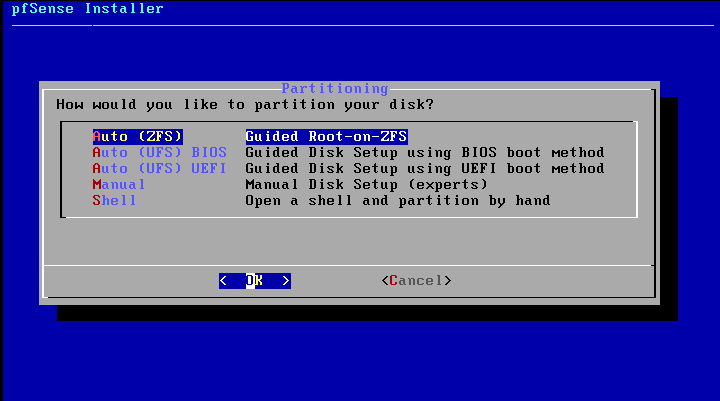 pfSense Installer
Partitioning
How would you like to partition your disk?
Auto (ZFS) Guided Root-on-ZFS
Auto (UFS) BIOS Guided Disk Setup using BIOS boot method
Auto (UFS) UEFI Guided Disk Setup using UEFI boot method
Manual Manual Disk Setup (experts)
Shell Open a shell and partition by hand
< OK > <Cancel>